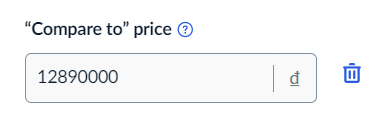 “Compare to” price ?
12890000 đ